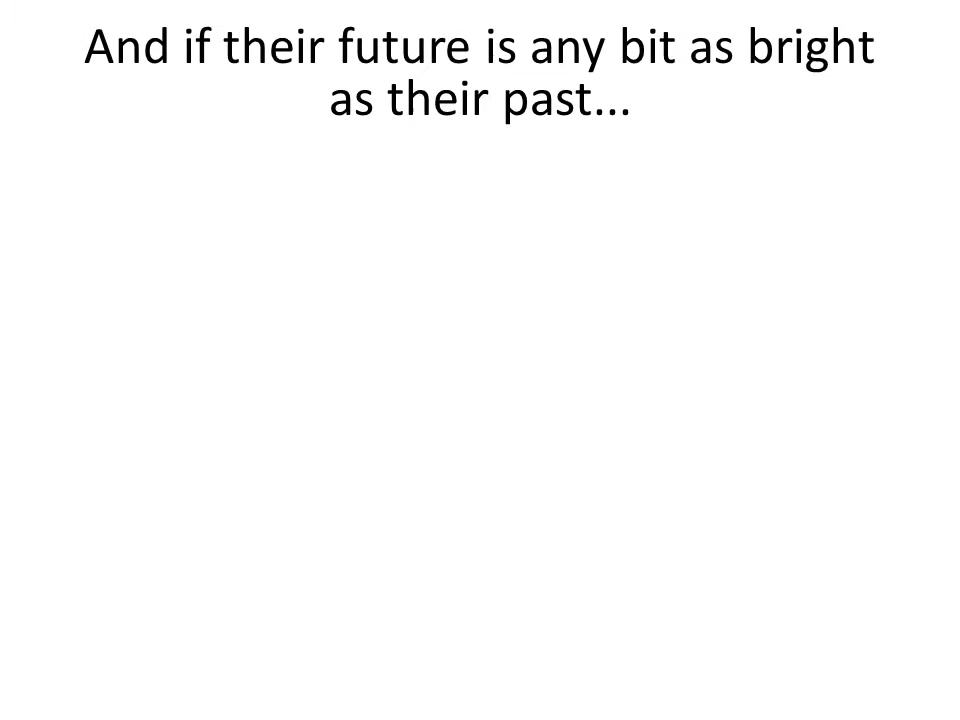 And if their future is any bit as bright
as their past...